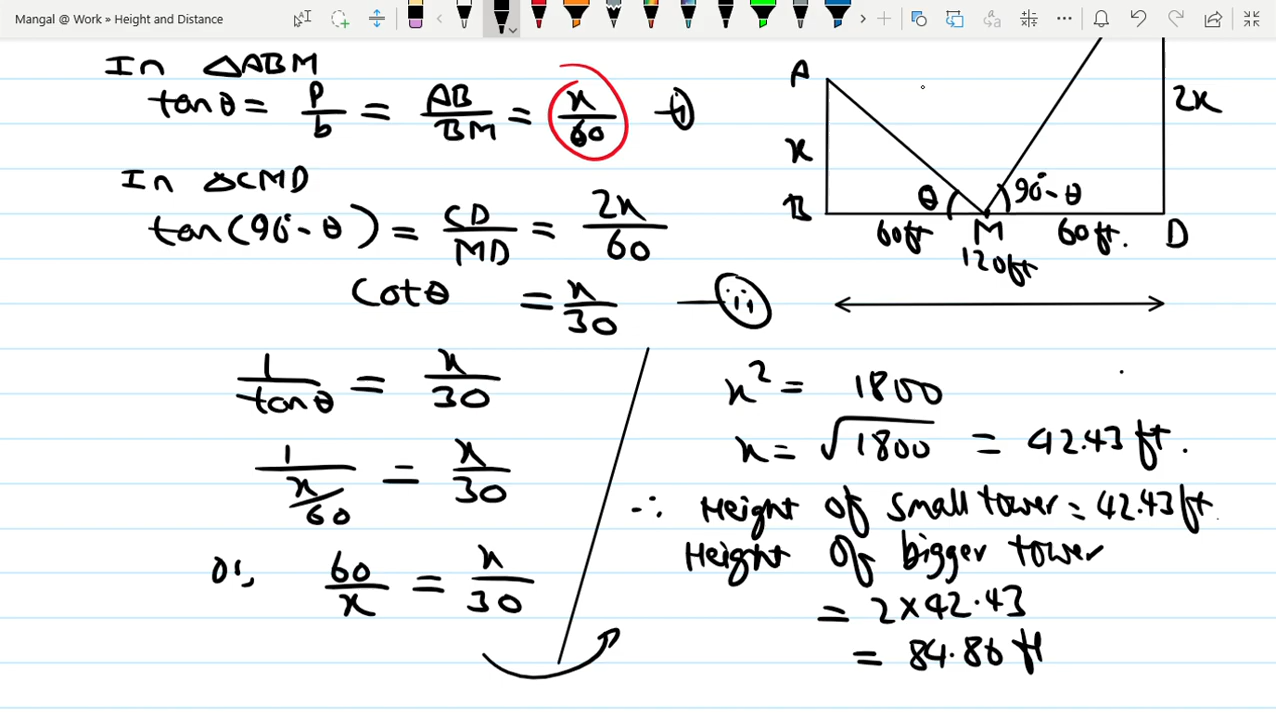 Mangal @ Work » Height and Distance
In △ABM
tanθ = P/b = AB/BM = x/60 —(i)
In △CMD
tan(90° - θ) = CD/MD = 2x/60
Cotθ = x/30 —(ii)
1/tanθ = x/30
1/(x/60) = x/30
or, 60/x = x/30
A
x
B
θ
60ft
M
120ft
90° - θ
60ft.
D
2x
x² = 1800
x = √1800 = 42.43 ft.
∴ Height of small tower = 42.43 ft.
Height of bigger tower
= 2×42.43
= 84.86 ft